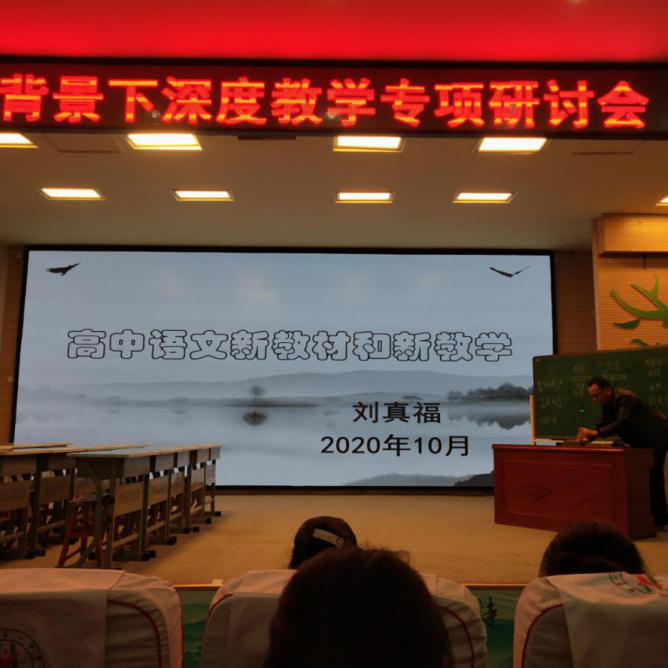 背景下深度教学专项研讨会
高中语文新教材和新教学
刘真福
2020年10月